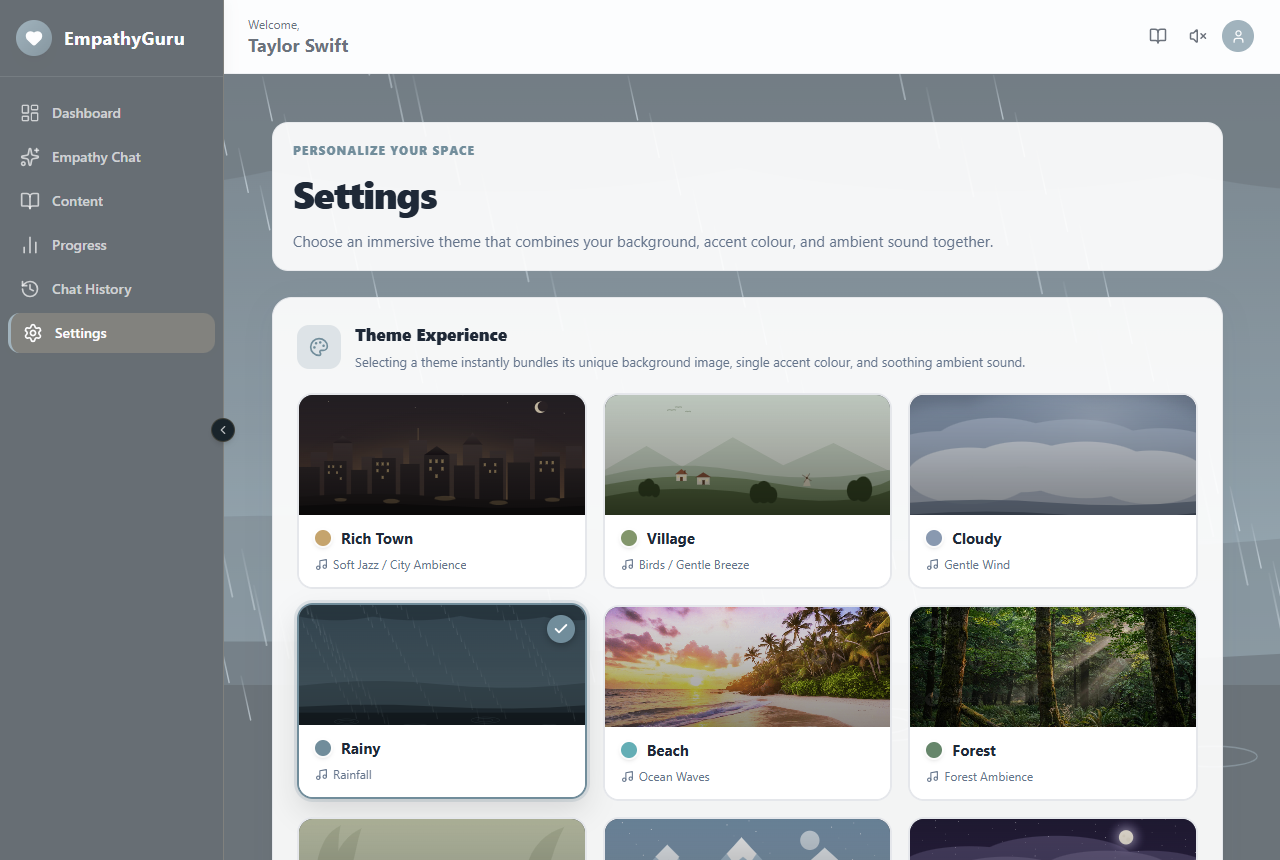 EmpathyGuru
Welcome,
Taylor Swift
Dashboard
Empathy Chat
Content
Progress
Chat History
Settings
PERSONALIZE YOUR SPACE
Settings
Choose an immersive theme that combines your background, accent colour, and ambient sound together.
Theme Experience
Selecting a theme instantly bundles its unique background image, single accent colour, and soothing ambient sound.
Rich Town
Soft Jazz / City Ambience
Village
Birds / Gentle Breeze
Cloudy
Gentle Wind
Rainy
Rainfall
Beach
Ocean Waves
Forest
Forest Ambience